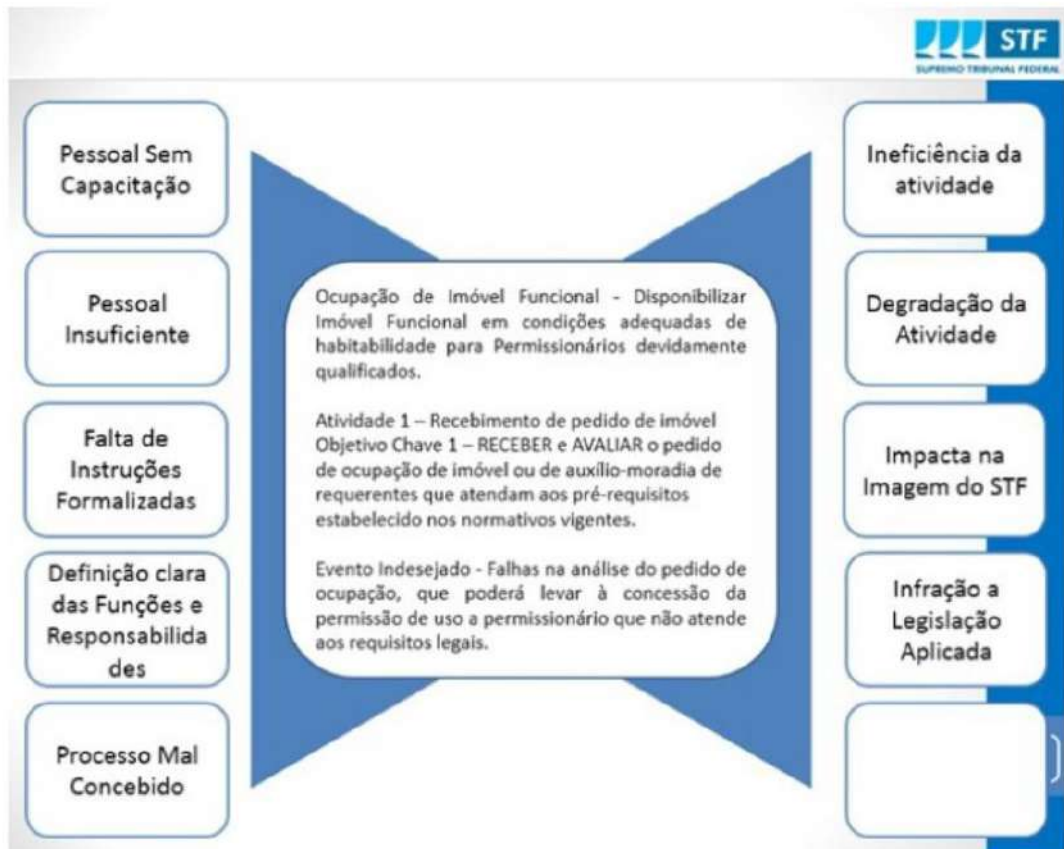 STF
SUPREMO TRIBUNAL FEDERAL
Pessoal Sem
Capacitação
Pessoal
Insuficiente
Falta de
Instruções
Formalizadas
Definição clara
das Funções e
Responsabilida
des
Processo Mal
Concebido
Ocupação de Imóvel Funcional - Disponibilizar
Imóvel Funcional em condições adequadas de
habitabilidade para Permissionários devidamente
qualificados.
Atividade 1 – Recebimento de pedido de imóvel
Objetivo Chave 1 – RECEBER e AVALIAR o pedido
de ocupação de imóvel ou de auxílio-moradia de
requerentes que atendam aos pré-requisitos
estabelecido nos normativos vigentes.
Evento Indesejado - Falhas na análise do pedido de
ocupação, que poderá levar à concessão da
permissão de uso a permissionário que não atende
aos requisitos legais.
Ineficiência da
atividade
Degradação da
Atividade
Impacta na
Imagem do STF
Infração a
Legislação
Aplicada